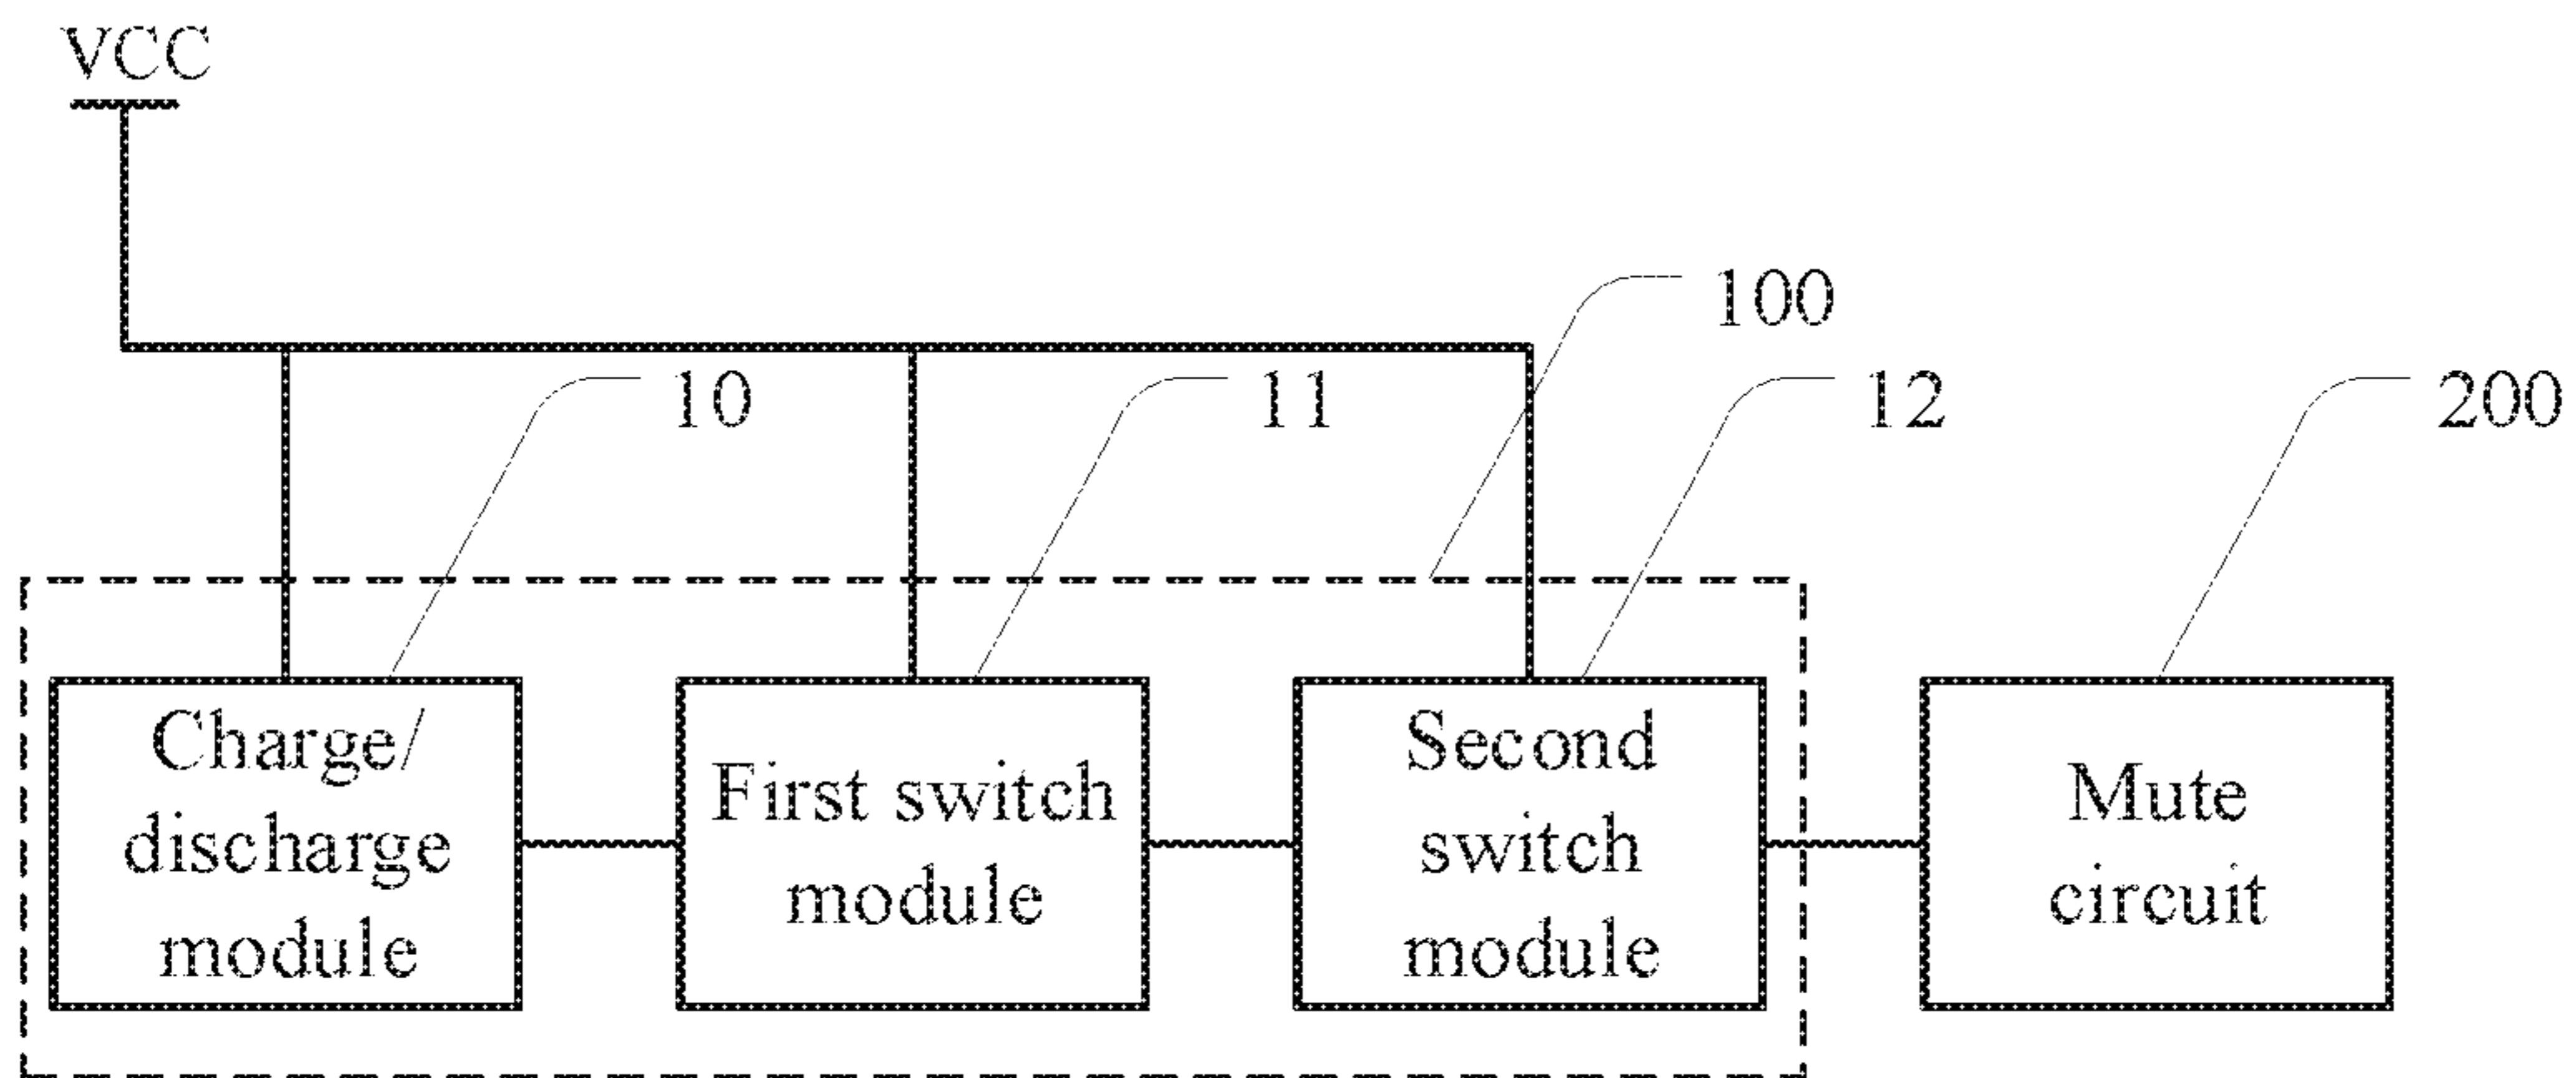 VCC
100
10
11
12
200
Charge/
discharge
module
First switch
module
Second
switch
module
Mute
circuit